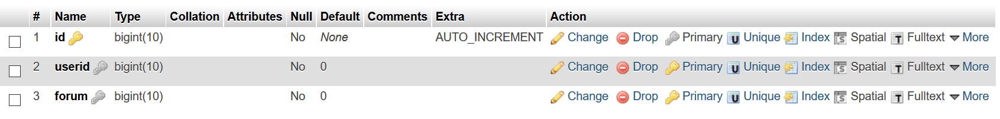 # Name Type Collation Attributes Null Default Comments Extra Action
1 id bigint(10) No None AUTO_INCREMENT Change Drop Primary Unique Index Spatial Fulltext More
2 userid bigint(10) No 0 Change Drop Primary Unique Index Spatial Fulltext More
3 forum bigint(10) No 0 Change Drop Primary Unique Index Spatial Fulltext More